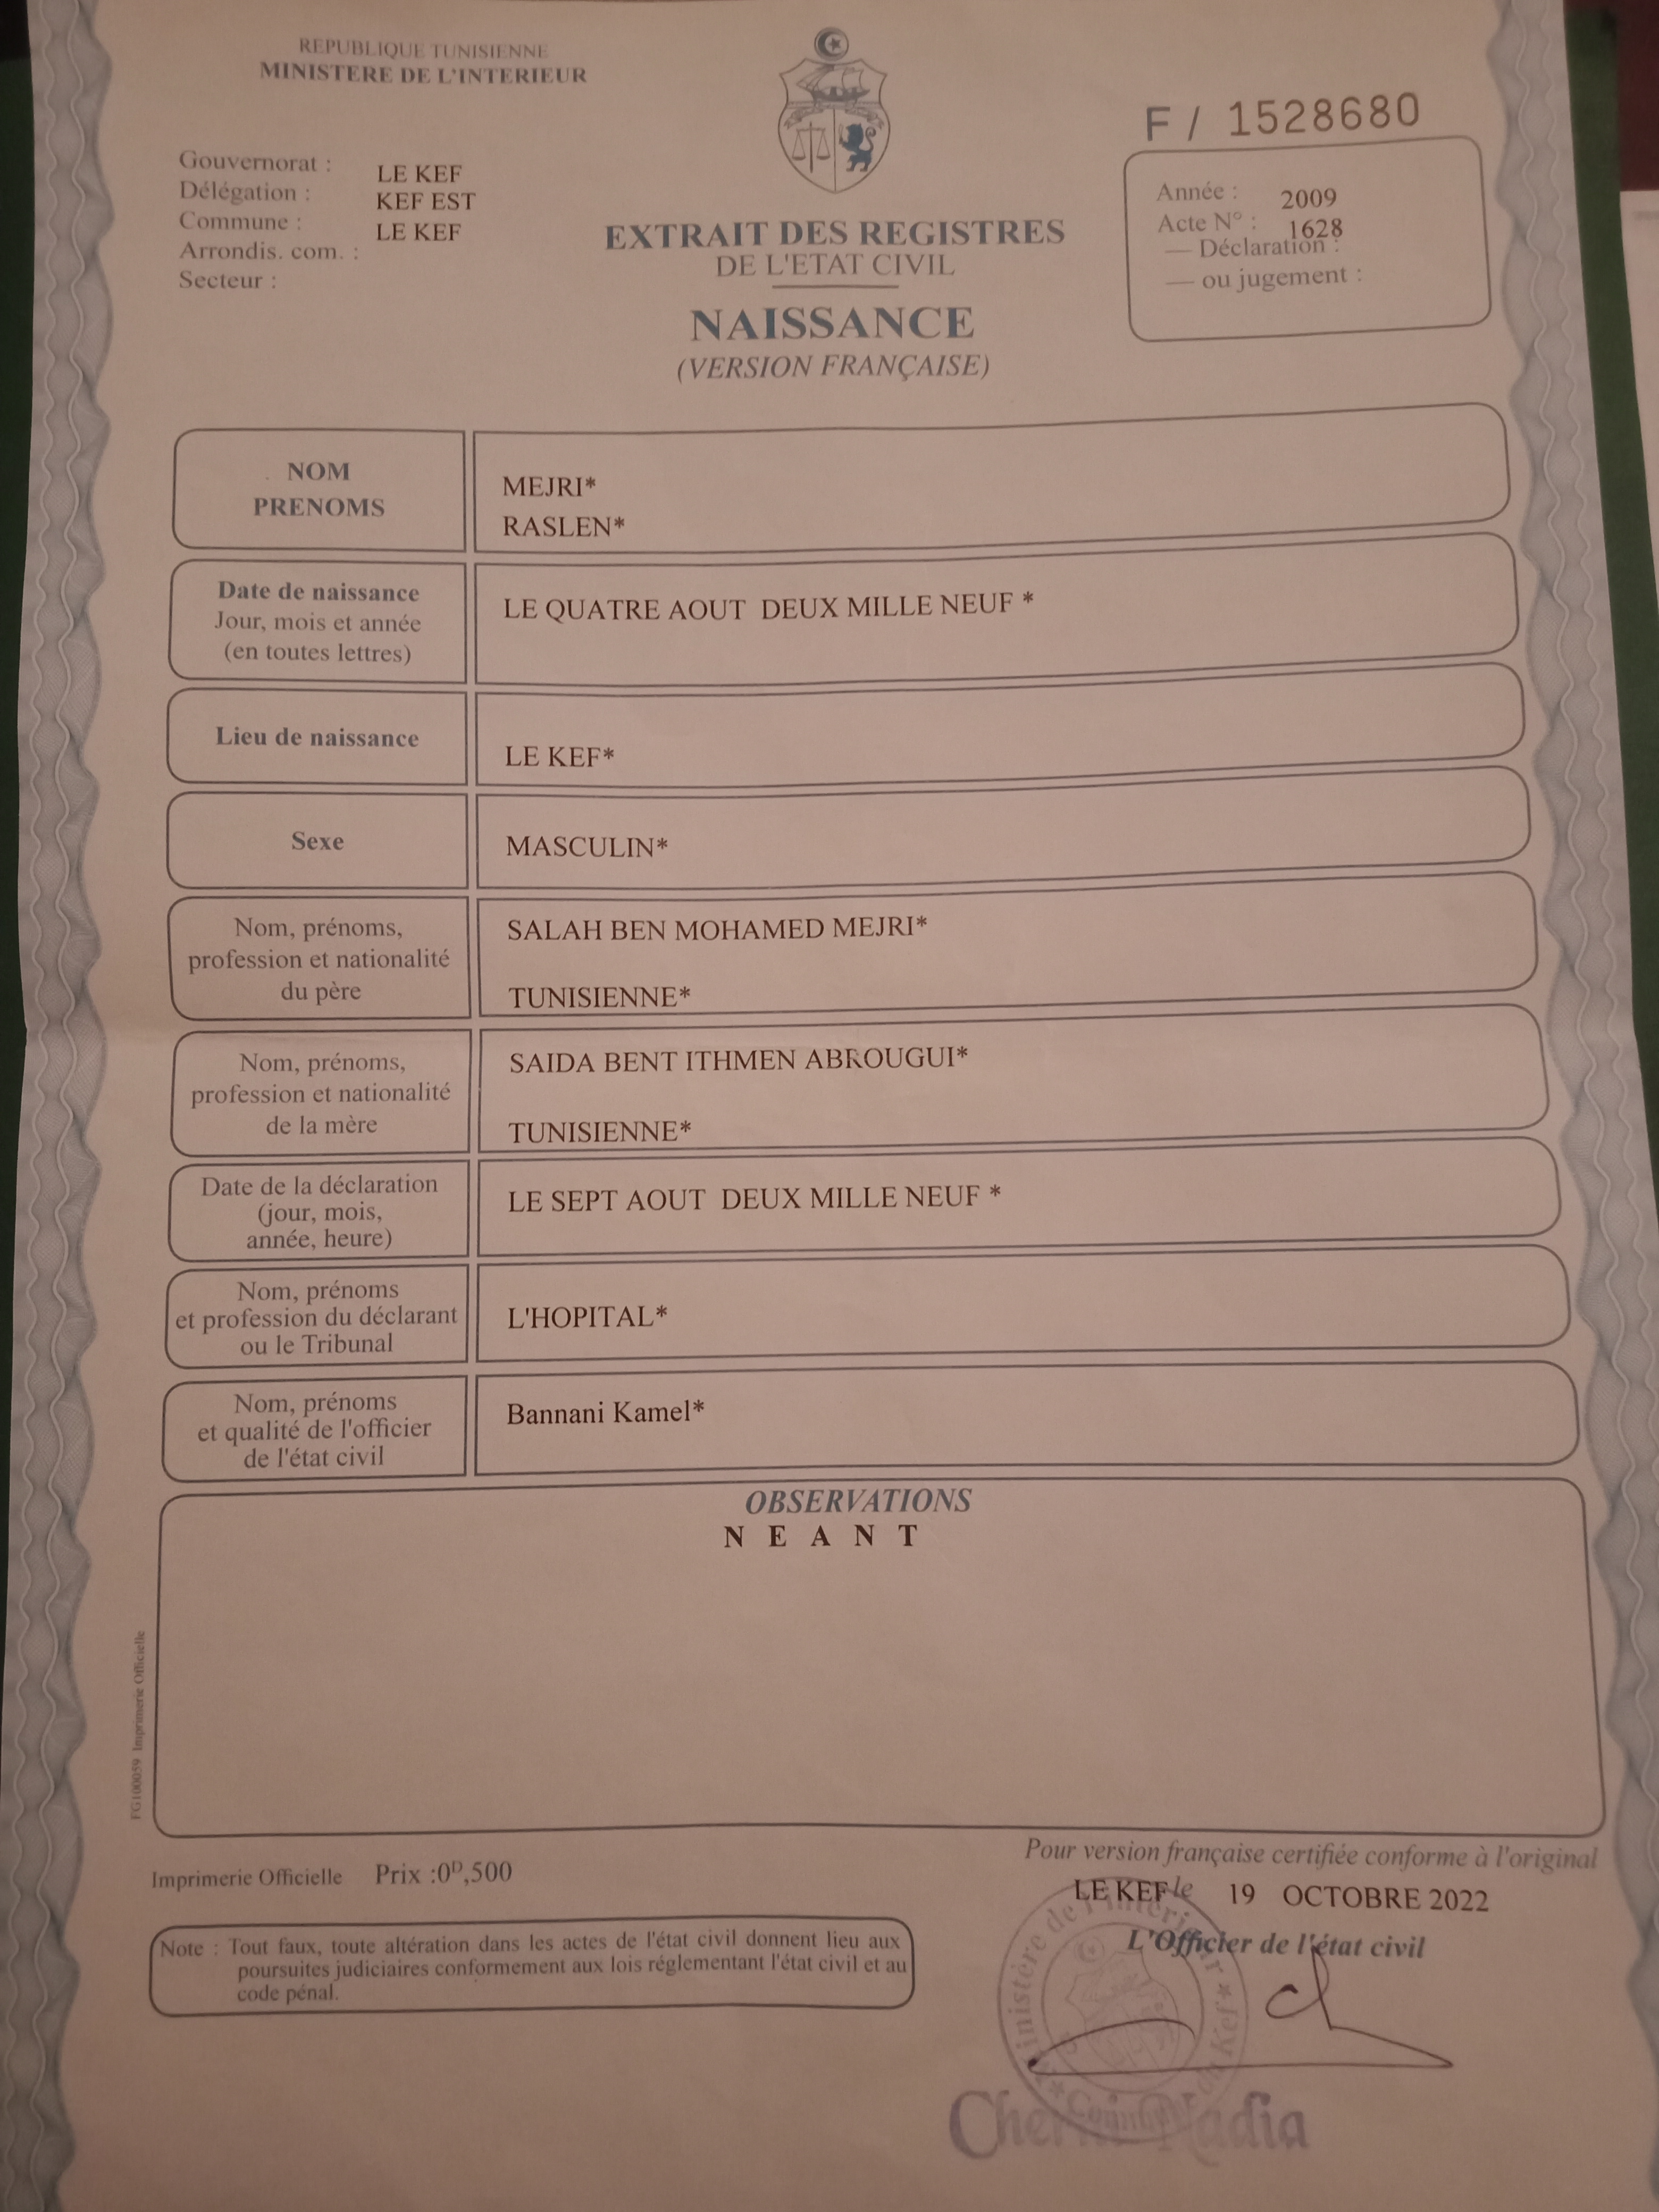 REPUBLIQUE TUNISIENNE
MINISTERE DE L'INTERIEUR
F / 1528680
Gouvernorat : LE KEF
Délégation : KEF EST
Commune : LE KEF
Arrondis. com. :
Secteur :
Année : 2009
Acte N° : 1628
— Déclaration :
— ou jugement :
EXTRAIT DES REGISTRES
DE L'ETAT CIVIL
NAISSANCE
(VERSION FRANÇAISE)
NOM
PRENOMS
MEJRI*
RASLEN*
Date de naissance
Jour, mois et année
(en toutes lettres)
LE QUATRE AOUT DEUX MILLE NEUF *
Lieu de naissance
LE KEF*
Sexe
MASCULIN*
Nom, prénoms,
profession et nationalité
du père
SALAH BEN MOHAMED MEJRI*
TUNISIENNE*
Nom, prénoms,
profession et nationalité
de la mère
SAIDA BENT ITHMEN ABROUGUI*
TUNISIENNE*
Date de la déclaration
(jour, mois,
année, heure)
LE SEPT AOUT DEUX MILLE NEUF *
Nom, prénoms
et profession du déclarant
ou le Tribunal
L'HOPITAL*
Nom, prénoms
et qualité de l'officier
de l'état civil
Bannani Kamel*
OBSERVATIONS
N E A N T
FG100059 Imprimerie Officielle
Imprimerie Officielle Prix :0ᴰ,500
Note : Tout faux, toute altération dans les actes de l'état civil donnent lieu aux
poursuites judiciaires conformement aux lois réglementant l'état civil et au
code pénal.
Pour version française certifiée conforme à l'original
LE KEF le 19 OCTOBRE 2022
L'Officier de l'état civil
Ministère de l'Intérieur
du Kef
Nadia